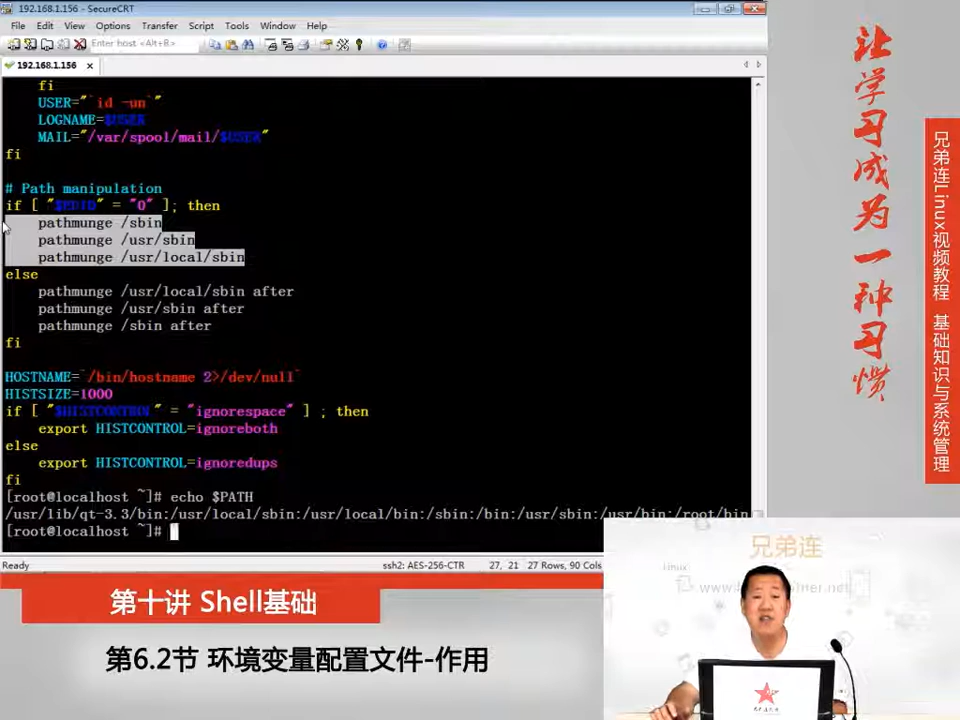 192.168.1.156 - SecureCRT
File Edit View Options Transfer Script Tools Window Help
Enter host <Alt+R>
192.168.1.156
fi
USER="`id -un`"
LOGNAME=$USER
MAIL="/var/spool/mail/$USER"
fi
# Path manipulation
if [ "$EUID" = "0" ]; then
pathmunge /sbin
pathmunge /usr/sbin
pathmunge /usr/local/sbin
else
pathmunge /usr/local/sbin after
pathmunge /usr/sbin after
pathmunge /sbin after
fi
HOSTNAME=`/bin/hostname 2>/dev/null`
HISTSIZE=1000
if [ "$HISTCONTROL" = "ignorespace" ] ; then
export HISTCONTROL=ignoreboth
else
export HISTCONTROL=ignoredups
fi
[root@localhost ~]# echo $PATH
/usr/lib/qt-3.3/bin:/usr/local/sbin:/usr/local/bin:/sbin:/bin:/usr/sbin:/usr/bin:/root/bin
[root@localhost ~]#
Ready
ssh2: AES-256-CTR
27, 21
27 Rows, 90 Cols
让学习成为一种习惯
兄弟连Linux视频教程 基础知识与系统管理
第十讲 Shell基础
第6.2节 环境变量配置文件-作用
兄弟连
Linux